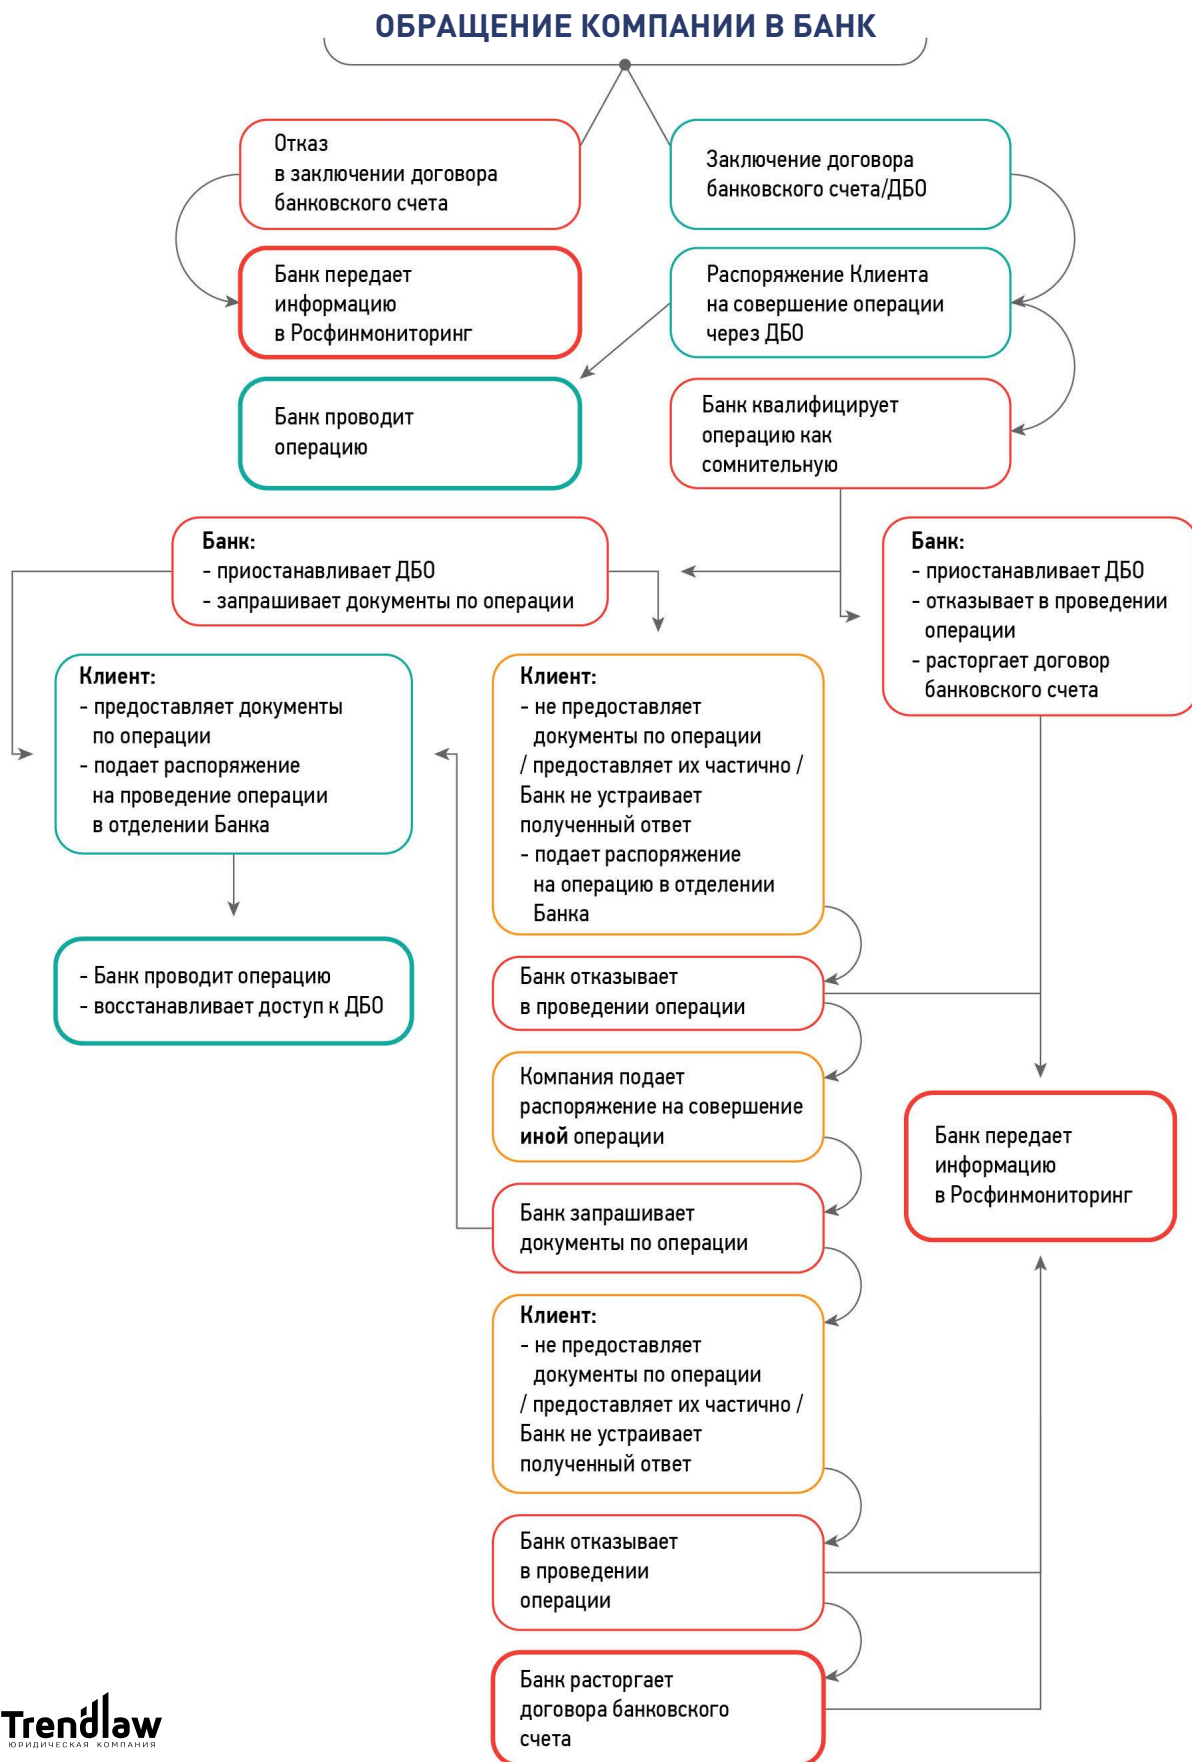 ОБРАЩЕНИЕ КОМПАНИИ В БАНК
Отказ
в заключении договора
банковского счета
Заключение договора
банковского счета/ДБО
Банк передает
информацию
в Росфинмониторинг
Распоряжение Клиента
на совершение операции
через ДБО
Банк проводит
операцию
Банк квалифицирует
операцию как
сомнительную
Банк:
- приостанавливает ДБО
- запрашивает документы по операции
Банк:
- приостанавливает ДБО
- отказывает в проведении
операции
- расторгает договор
банковского счета
Клиент:
- предоставляет документы
по операции
- подает распоряжение
на проведение операции
в отделении Банка
Клиент:
- не предоставляет
документы по операции
/ предоставляет их частично /
Банк не устраивает
полученный ответ
- подает распоряжение
на операцию в отделении
Банка
- Банк проводит операцию
- восстанавливает доступ к ДБО
Банк отказывает
в проведении операции
Компания подает
распоряжение на совершение
иной операции
Банк передает
информацию
в Росфинмониторинг
Банк запрашивает
документы по операции
Клиент:
- не предоставляет
документы по операции
/ предоставляет их частично /
Банк не устраивает
полученный ответ
Банк отказывает
в проведении
операции
Банк расторгает
договора банковского
счета
Trendlaw
ЮРИДИЧЕСКАЯ КОМПАНИЯ